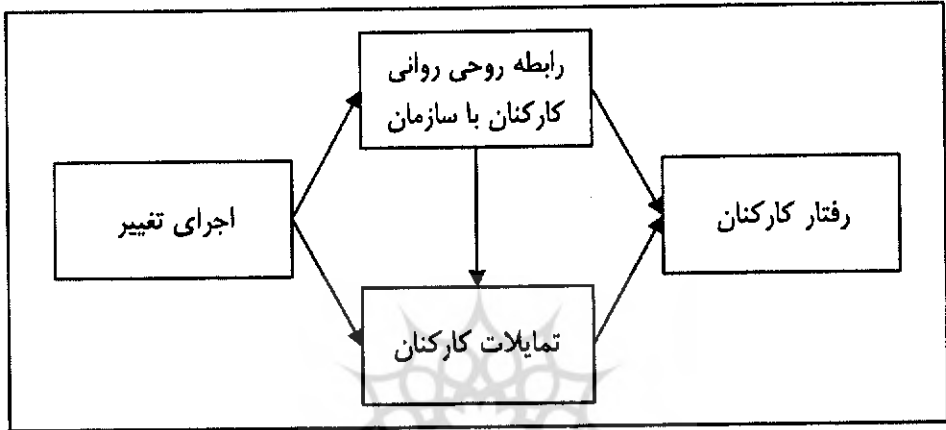 رابطه روحی روانی
کارکنان با سازمان
اجرای تغییر
رفتار کارکنان
تمایلات کارکنان